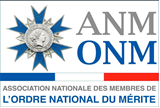 ANM
ONM
ASSOCIATION NATIONALE DES MEMBRES DE
L'ORDRE NATIONAL DU MÉRITE